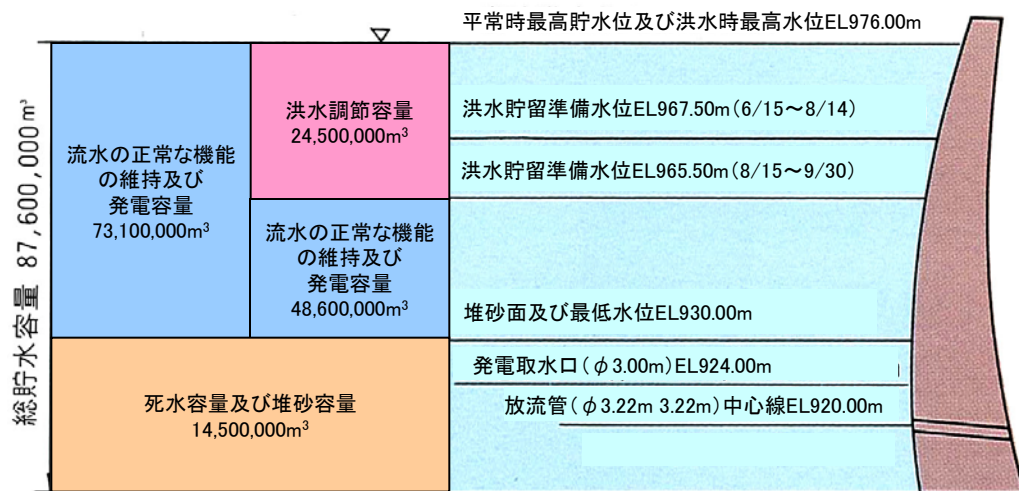 平常時最高貯水位及び洪水時最高水位EL976.00m
総貯水容量 87,600,000m³
流水の正常な機能
の維持及び
発電容量
73,100,000m³
洪水調節容量
24,500,000m³
流水の正常な機能
の維持及び
発電容量
48,600,000m³
死水容量及び堆砂容量
14,500,000m³
洪水貯留準備水位EL967.50m(6/15～8/14)
洪水貯留準備水位EL965.50m(8/15～9/30)
堆砂面及び最低水位EL930.00m
発電取水口(φ3.00m)EL924.00m
放流管(φ3.22m 3.22m)中心線EL920.00m